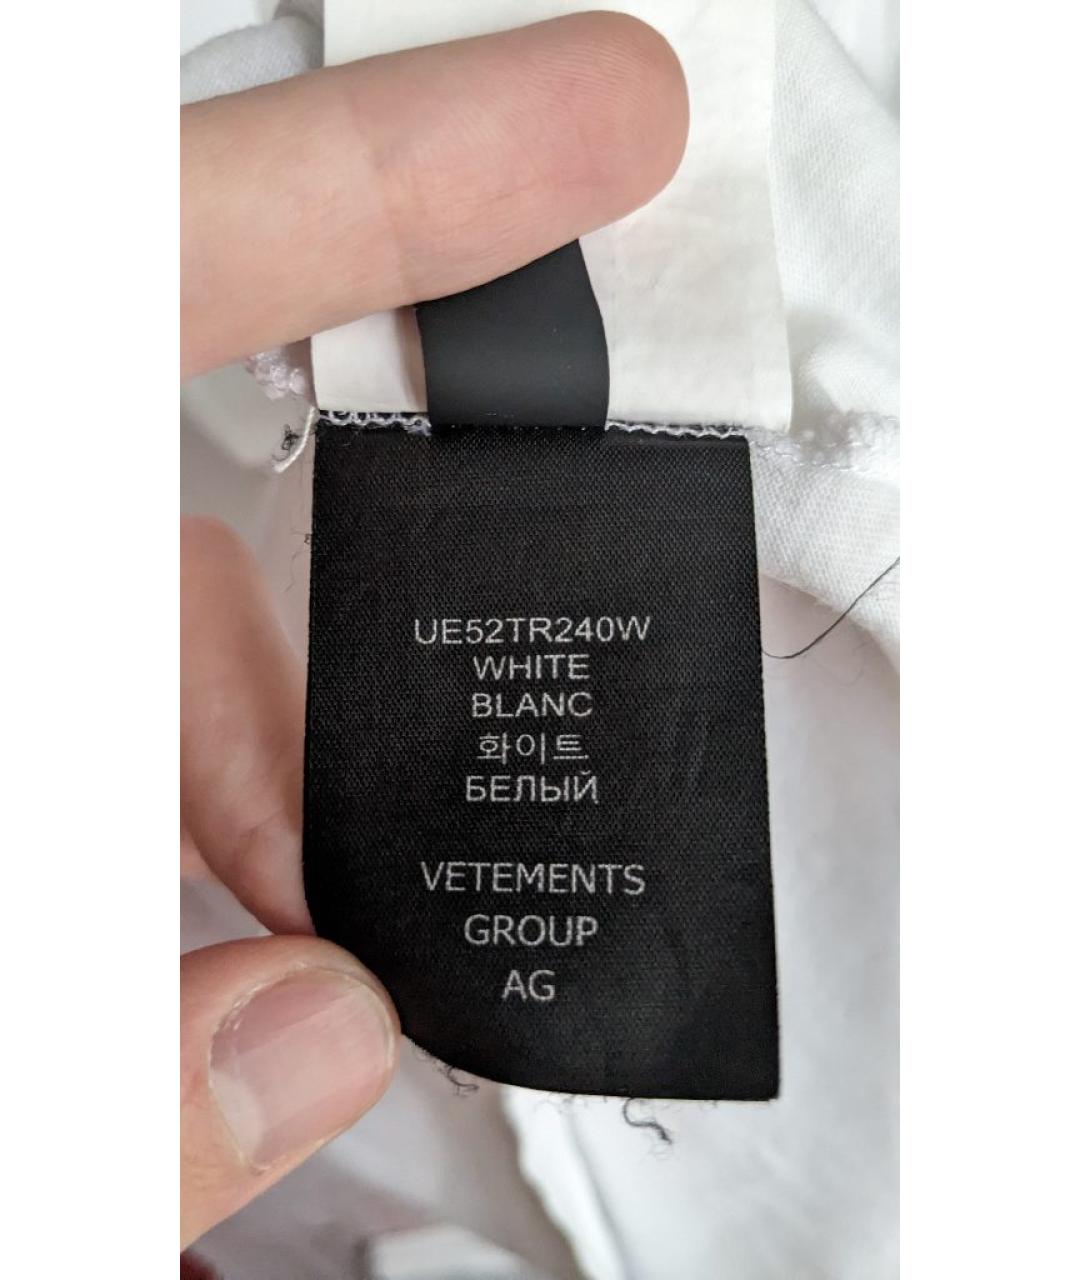 UE52TR240W
WHITE
BLANC
화이트
БЕЛЫЙ
VETEMENTS
GROUP
AG